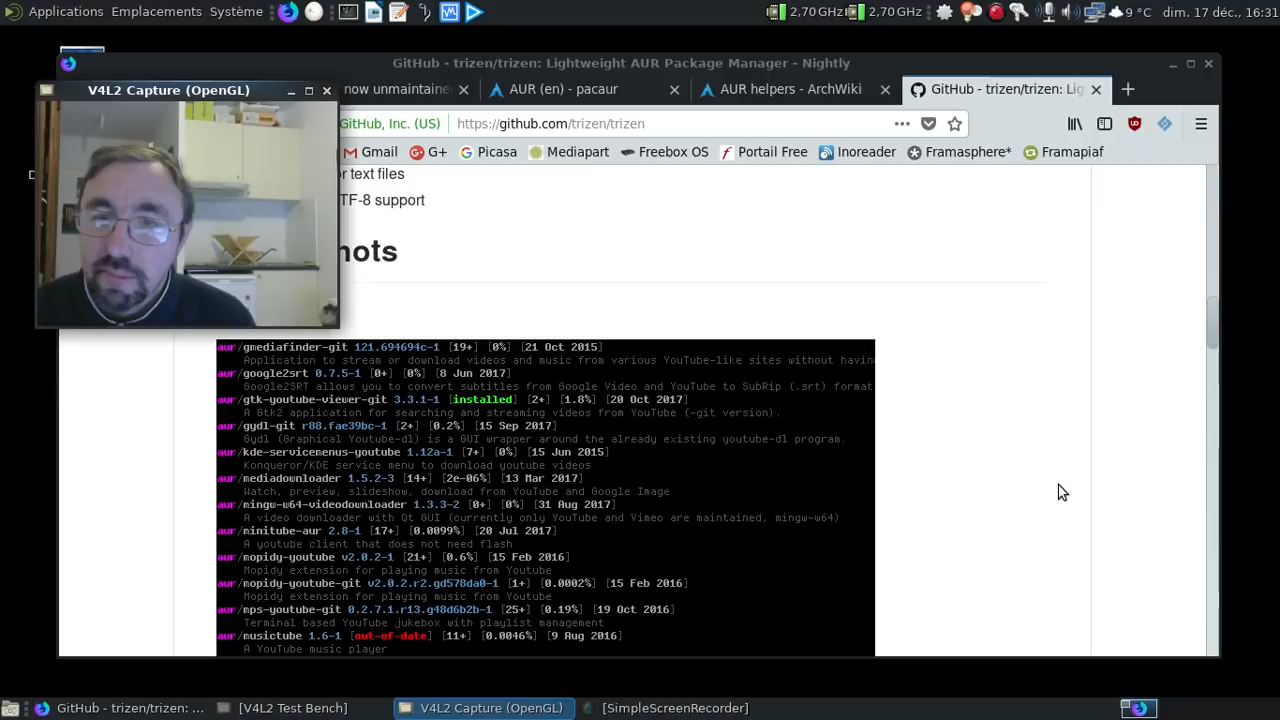 Applications Emplacements Système 2,70 GHz 2,70 GHz 9 °C dim. 17 déc., 16:31
GitHub - trizen/trizen: Lightweight AUR Package Manager - Nightly
V4L2 Capture (OpenGL)
now unmaintaine AUR (en) - pacaur AUR helpers - ArchWiki GitHub - trizen/trizen: Lig
GitHub, Inc. (US) https://github.com/trizen/trizen
Gmail G+ Picasa Mediapart Freebox OS Portail Free Inoreader Framasphère* Framapiaf
or text files
TF-8 support
hots
aur/gmediafinder-git 121.694694c-1 [19+] [0%] [21 Oct 2015]
Application to stream or download videos and music from various YouTube-like sites without havin
aur/google2srt 0.7.5-1 [0+] [0%] [8 Jun 2017]
Google2SRT allows you to convert subtitles from Google Video and YouTube to SubRip (.srt) format
aur/gtk-youtube-viewer-git 3.3.1-1 [installed] [2+] [1.8%] [20 Oct 2017]
A Gtk2 application for searching and streaming videos from YouTube (-git version).
aur/gydl-git r88.fae39bc-1 [2+] [0.2%] [15 Sep 2017]
Gydl (Graphical Youtube-dl) is a GUI wrapper around the already existing youtube-dl program.
aur/kde-servicemenus-youtube 1.12a-1 [7+] [0%] [15 Jun 2015]
Konqueror/KDE service menu to download youtube videos
aur/mediadownloader 1.5.2-3 [14+] [2e-06%] [13 Mar 2017]
Watch, preview, slideshow, download from YouTube and Google Image
aur/mingw-w64-videodownloader 1.3.3-2 [0+] [0%] [31 Aug 2017]
A video downloader with Qt GUI (currently only YouTube and Vimeo are maintained, mingw-w64)
aur/minitube-aur 2.8-1 [17+] [0.0099%] [20 Jul 2017]
A youtube client that does not need flash
aur/mopidy-youtube v2.0.2-1 [21+] [0.6%] [15 Feb 2016]
Mopidy extension for playing music from Youtube
aur/mopidy-youtube-git v2.0.2.r2.gd578da0-1 [1+] [0.0002%] [15 Feb 2016]
Mopidy extension for playing music from Youtube
aur/mps-youtube-git 0.2.7.1.r13.g48d6b2b-1 [25+] [0.19%] [19 Oct 2016]
Terminal based YouTube jukebox with playlist management
aur/musictube 1.6-1 [out-of-date] [11+] [0.0046%] [9 Aug 2016]
A YouTube music player
GitHub - trizen/trizen: ... [V4L2 Test Bench] V4L2 Capture (OpenGL) [SimpleScreenRecorder]